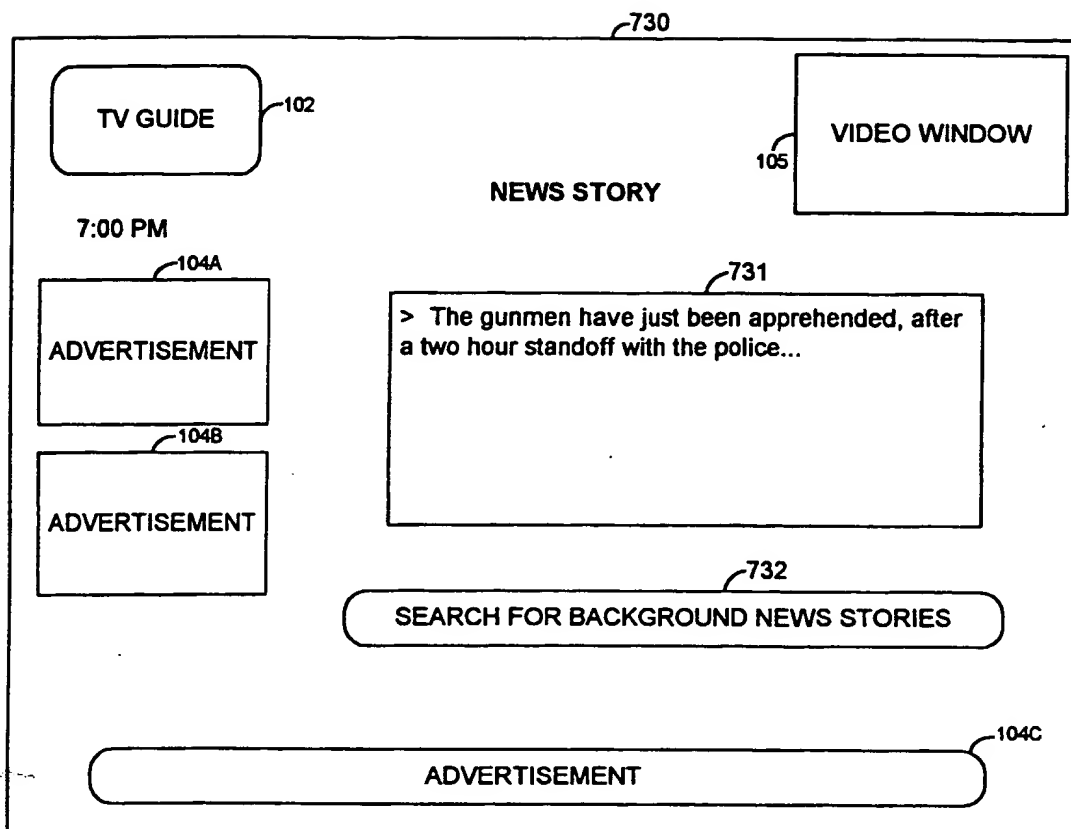 730
TV GUIDE
102
VIDEO WINDOW
105
NEWS STORY
7:00 PM
104A
ADVERTISEMENT
731
> The gunmen have just been apprehended, after
a two hour standoff with the police...
104B
ADVERTISEMENT
732
SEARCH FOR BACKGROUND NEWS STORIES
104C
ADVERTISEMENT